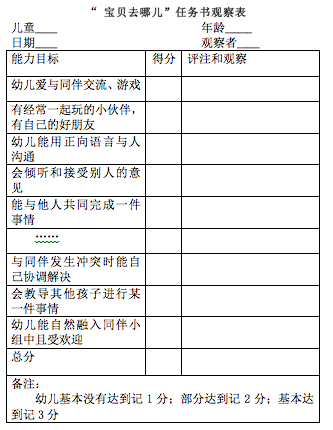 “ 宝贝去哪儿”任务书观察表
儿童____ 年龄_____
日期____ 观察者____
能力目标 得分 评注和观察
幼儿爱与同伴交流、游戏
有经常一起玩的小伙伴，
有自己的好朋友
幼儿能用正向语言与人
沟通
会倾听和接受别人的意
见
能与他人共同完成一件
事情
……
与同伴发生冲突时能自
己协调解决
会教导其他孩子进行某
一件事情
幼儿能自然融入同伴小
组中且受欢迎
总分
备注：
幼儿基本没有达到记 1 分；部分达到记 2 分；基本达
到记 3 分